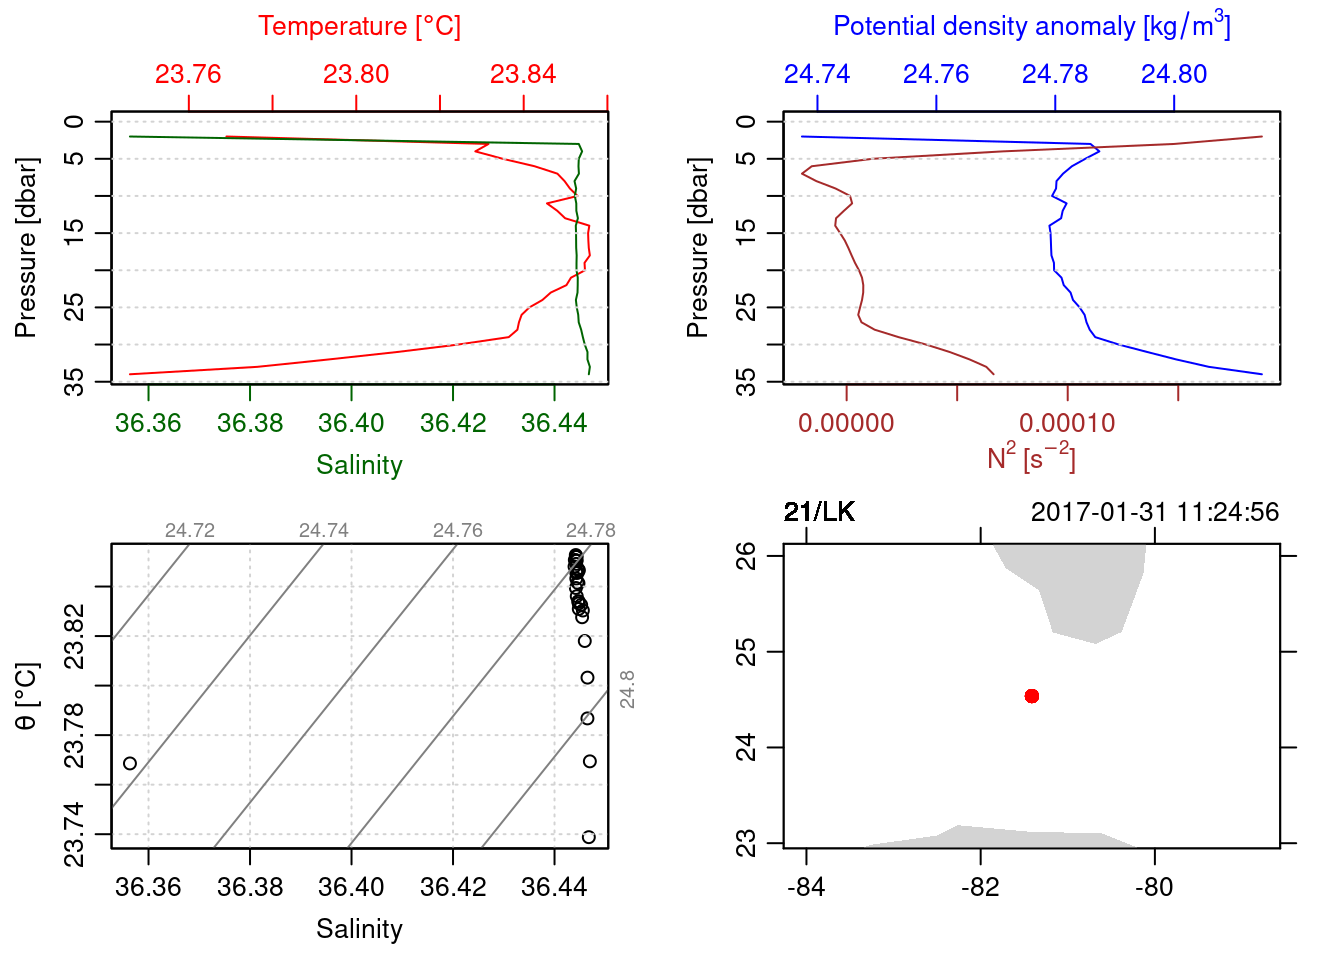 Temperature [°C]
23.76 23.80 23.84
Pressure [dbar]
0
5
15
25
35
36.36 36.38 36.40 36.42 36.44
Salinity
Potential density anomaly [kg/m³]
24.74 24.76 24.78 24.80
Pressure [dbar]
0
5
15
25
35
0.00000 0.00010
N² [s⁻²]
24.72 24.74 24.76 24.78
24.8
θ [°C]
23.82
23.78
23.74
36.36 36.38 36.40 36.42 36.44
Salinity
21/LK 2017-01-31 11:24:56
26
25
24
23
-84 -82 -80